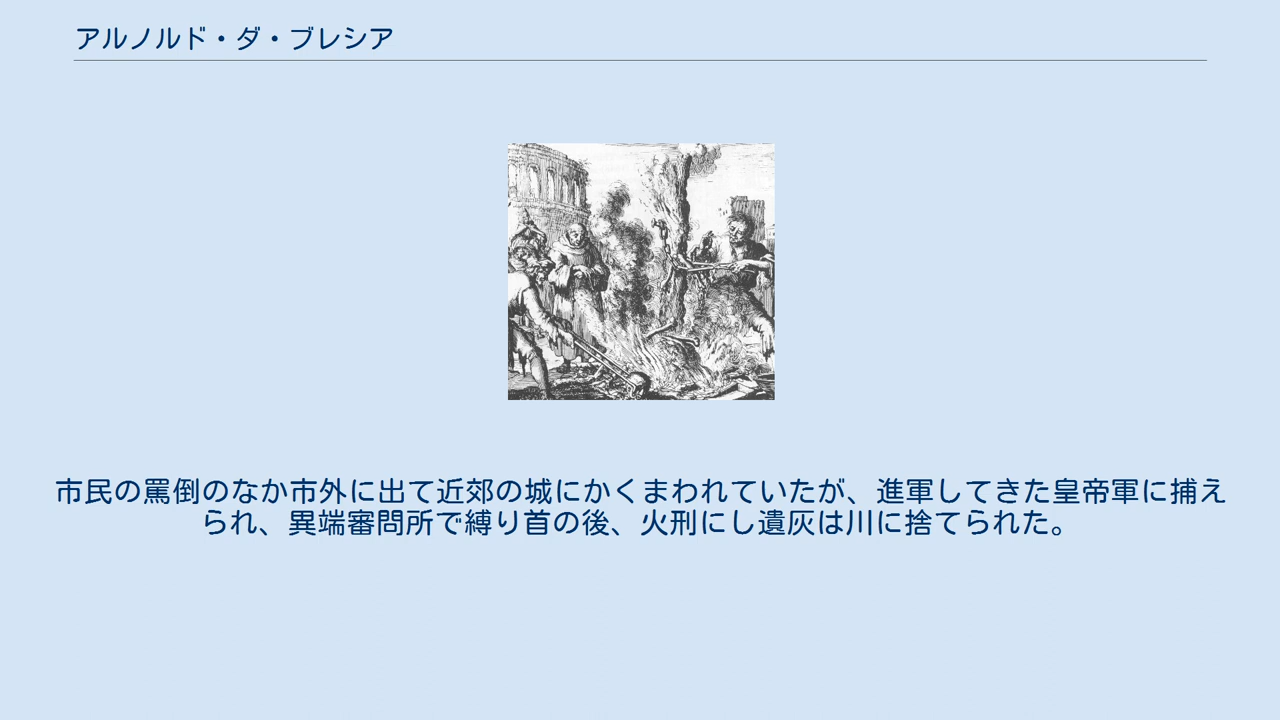 アルノルド・ダ・ブレシア
市民の罵倒のなか市外に出て近郊の城にかくまわれていたが、進軍してきた皇帝軍に捕え
られ、異端審問所で縛り首の後、火刑にし遺灰は川に捨てられた。